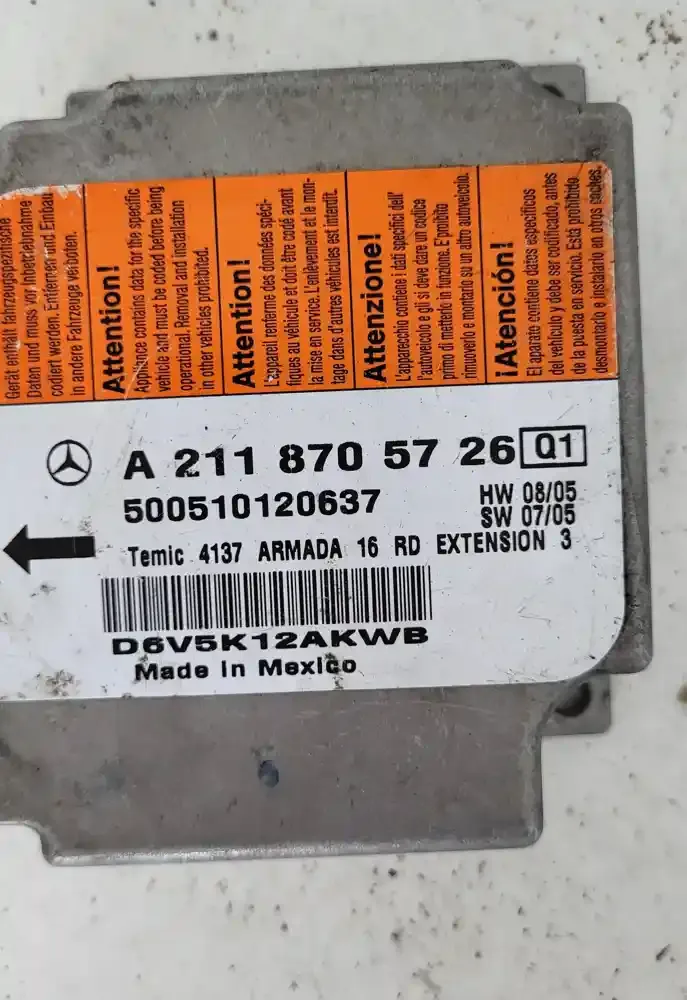 Gerät enthält fahrzeugspezifische
Daten und muss vor Inbetriebnahme
codiert werden. Entfernen und Einbau
in andere Fahrzeuge verboten.
Attention!
Appliance contains data for the specific
vehicle and must be coded before being
operational. Removal and installation
in other vehicles prohibited.
Attention!
L'appareil renferme des données spéci-
fiques au véhicule et doit être codé avant
la mise en service. L'enlèvement et le mon-
tage dans d'autres véhicules est interdit.
Attenzione!
L'apparecchio contiene i dati specifici dell'
autoveicolo e gli si deve dare un codice
primo di metterlo in funzione. E'proibito
rimuoverlo e montarlo su un altro autoveicolo.
¡Atención!
El aparato contiene datos específicos
del vehículo y debe ser codificado, antes
de la puesta en servicio. Está prohibido
desmontarlo e instalarlo en otros coches.
A 211 870 57 26 Q1
500510120637 HW 08/05
SW 07/05
Temic 4137 ARMADA 16 RD EXTENSION 3
D6V5K12AKWB
Made in Mexico